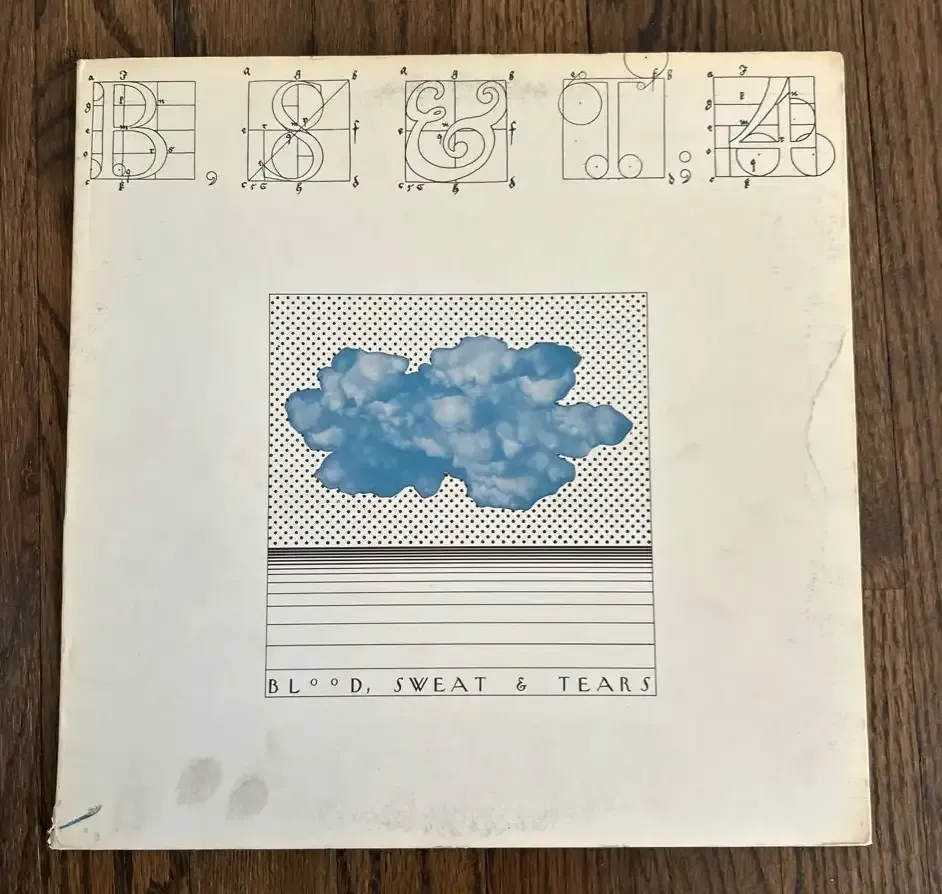 B, S & T; 4
BLOOD, SWEAT & TEARS